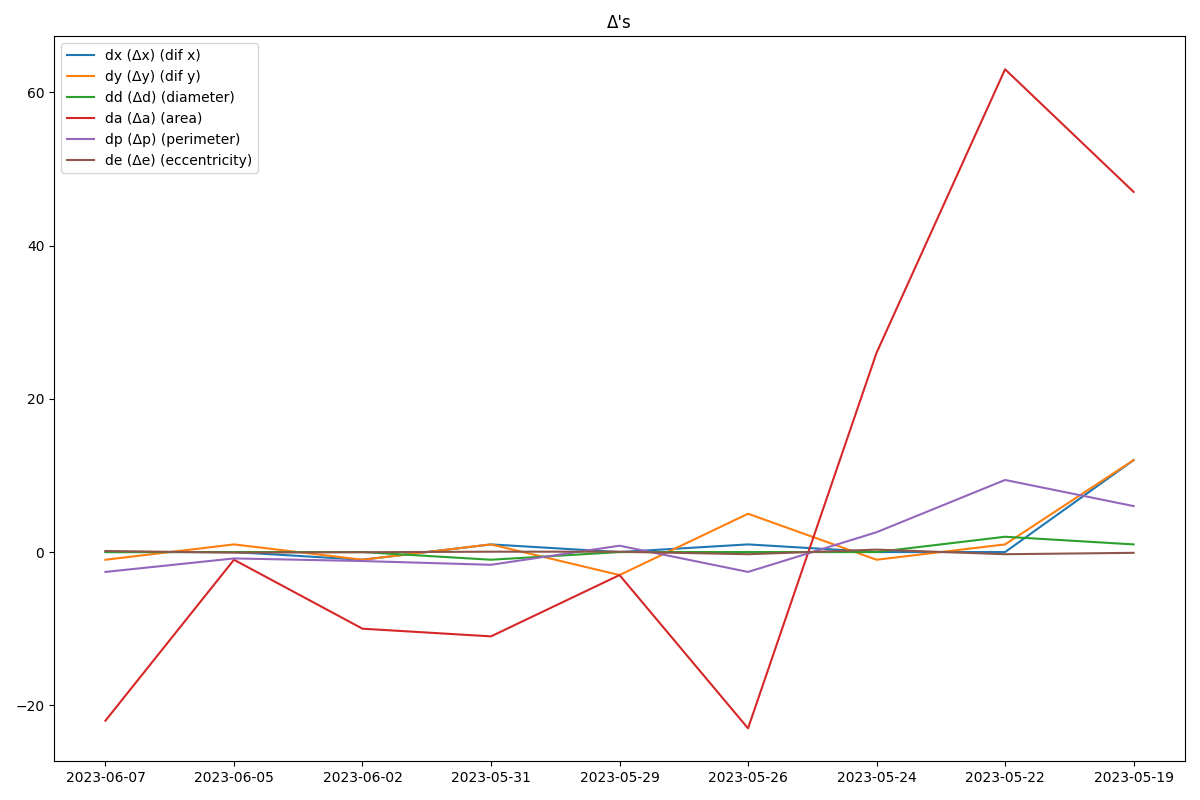 Δ's
dx (Δx) (dif x)
dy (Δy) (dif y)
dd (Δd) (diameter)
da (Δa) (area)
dp (Δp) (perimeter)
de (Δe) (eccentricity)
60
40
20
0
−20
2023-06-07 2023-06-05 2023-06-02 2023-05-31 2023-05-29 2023-05-26 2023-05-24 2023-05-22 2023-05-19